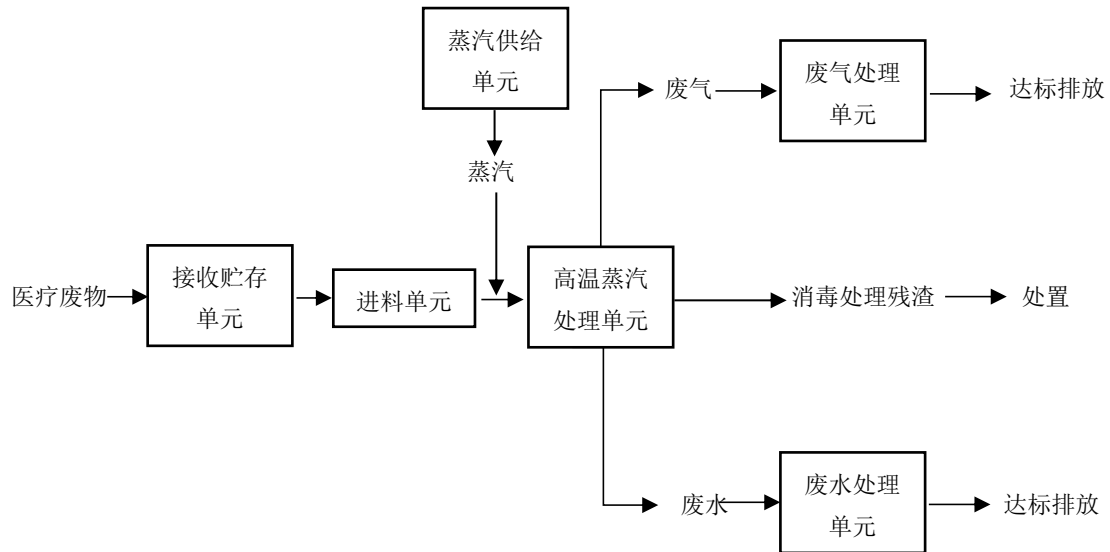 蒸汽供给
单元
废气
废气处理
单元
达标排放
蒸汽
医疗废物
接收贮存
单元
进料单元
高温蒸汽
处理单元
消毒处理残渣
处置
废水
废水处理
单元
达标排放